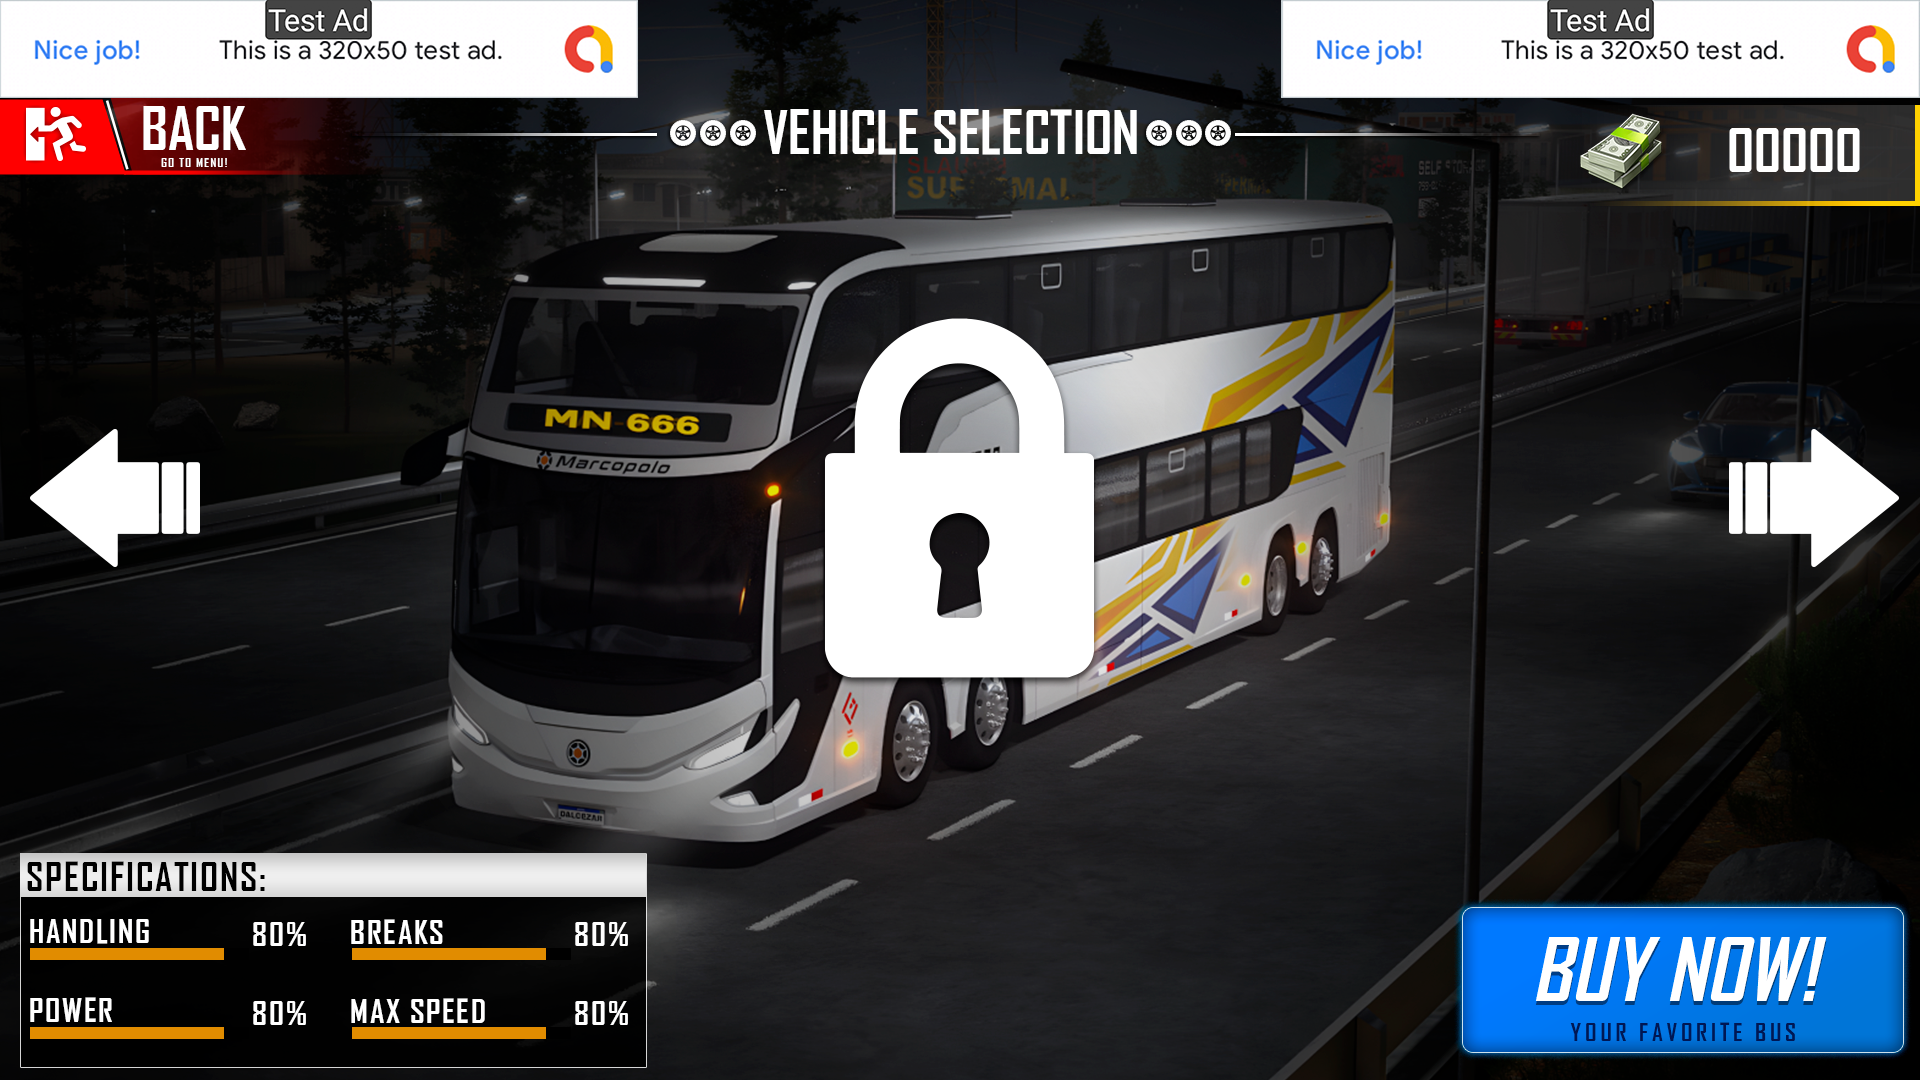 Test Ad
Nice job!
This is a 320x50 test ad.
Test Ad
Nice job!
This is a 320x50 test ad.
BACK
GO TO MENU!
VEHICLE SELECTION
00000
MN-666
Marcopolo
DALCEZAR
SPECIFICATIONS:
HANDLING 80%
BREAKS 80%
POWER 80%
MAX SPEED 80%
BUY NOW!
YOUR FAVORITE BUS